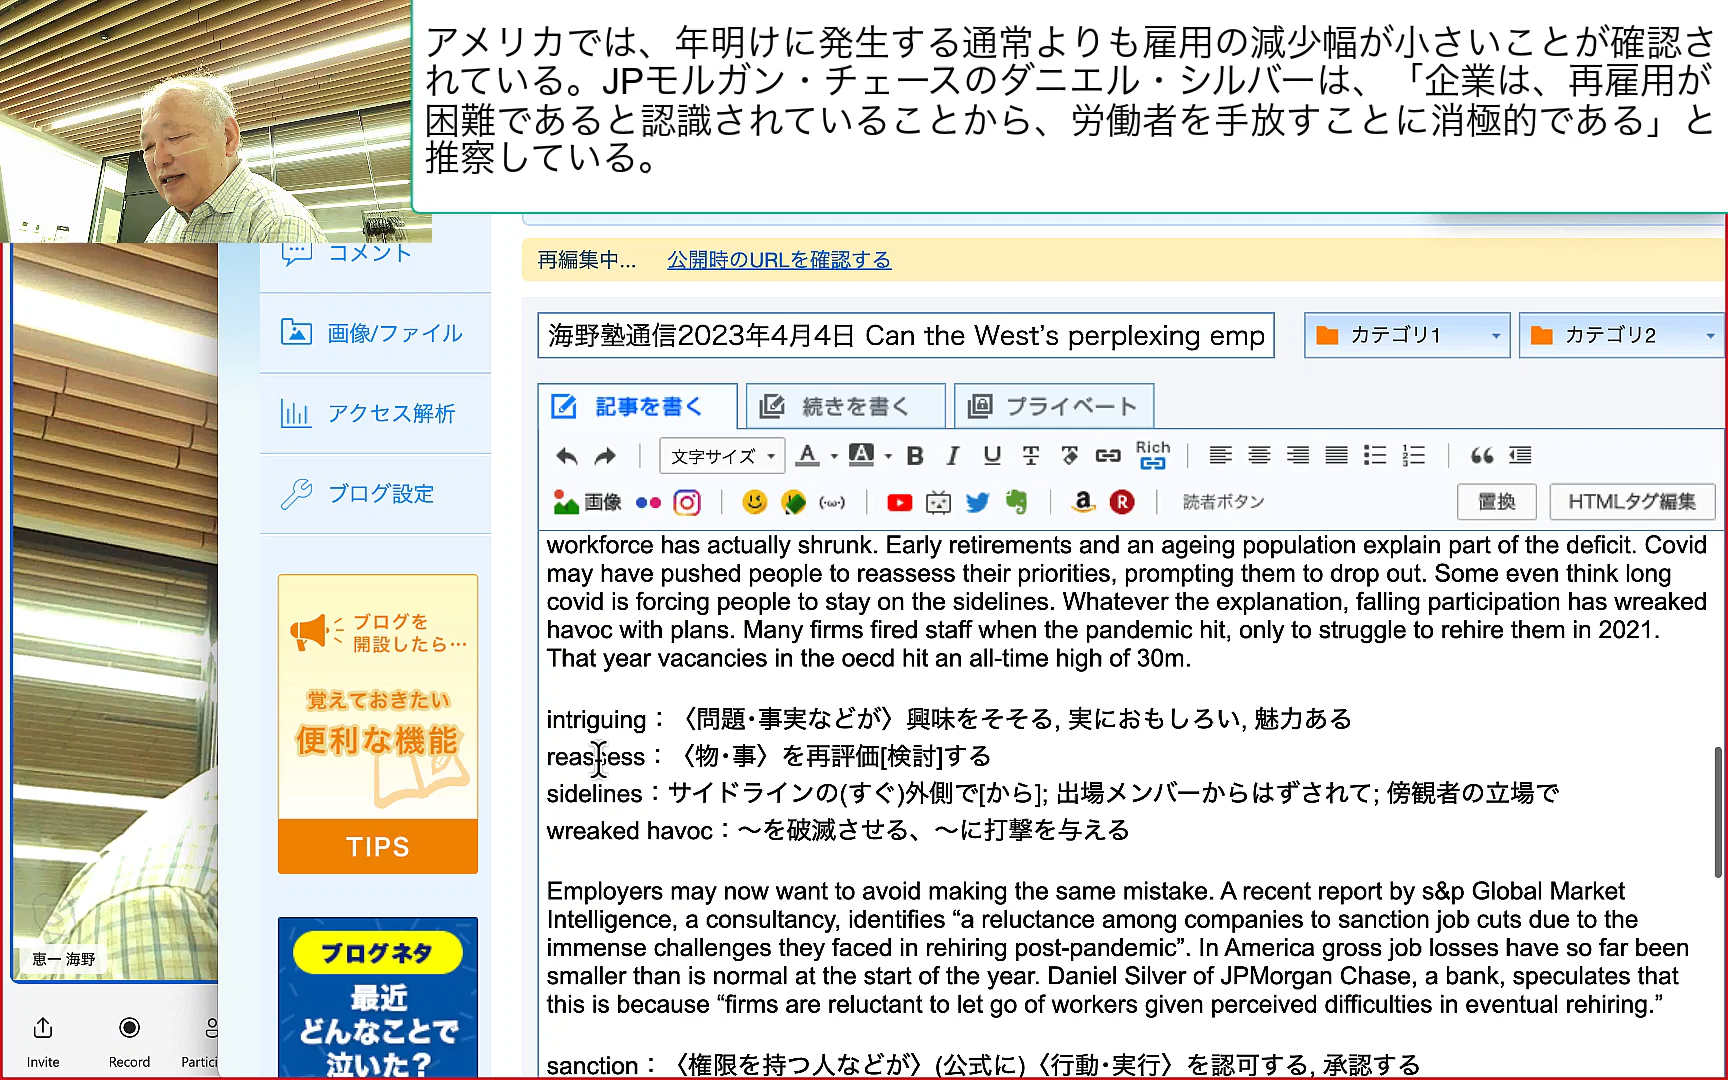 アメリカでは、年明けに発生する通常よりも雇用の減少幅が小さいことが確認さ
れている。JPモルガン・チェースのダニエル・シルバーは、「企業は、再雇用が
困難であると認識されていることから、労働者を手放すことに消極的である」と
推察している。
コメント
画像/ファイル
アクセス解析
ブログ設定
ブログを
開設したら…
覚えておきたい
便利な機能
TIPS
ブログネタ
最近
どんなことで
泣いた?
恵一 海野
Invite
Record
Partici
再編集中...
公開時のURLを確認する
海野塾通信2023年4月4日 Can the West’s perplexing emp
カテゴリ1
カテゴリ2
記事を書く
続きを書く
プライベート
文字サイズ
Rich
画像
読者ボタン
置換
HTMLタグ編集
workforce has actually shrunk. Early retirements and an ageing population explain part of the deficit. Covid
may have pushed people to reassess their priorities, prompting them to drop out. Some even think long
covid is forcing people to stay on the sidelines. Whatever the explanation, falling participation has wreaked
havoc with plans. Many firms fired staff when the pandemic hit, only to struggle to rehire them in 2021.
That year vacancies in the oecd hit an all-time high of 30m.
intriguing：〈問題･事実などが〉興味をそそる, 実におもしろい, 魅力ある
reassess：〈物･事〉を再評価[検討]する
sidelines：サイドラインの(すぐ)外側で[から]; 出場メンバーからはずされて; 傍観者の立場で
wreaked havoc：～を破滅させる、～に打撃を与える
Employers may now want to avoid making the same mistake. A recent report by s&p Global Market
Intelligence, a consultancy, identifies “a reluctance among companies to sanction job cuts due to the
immense challenges they faced in rehiring post-pandemic”. In America gross job losses have so far been
smaller than is normal at the start of the year. Daniel Silver of JPMorgan Chase, a bank, speculates that
this is because “firms are reluctant to let go of workers given perceived difficulties in eventual rehiring.”
sanction：〈権限を持つ人などが〉(公式に)〈行動･実行〉を認可する, 承認する